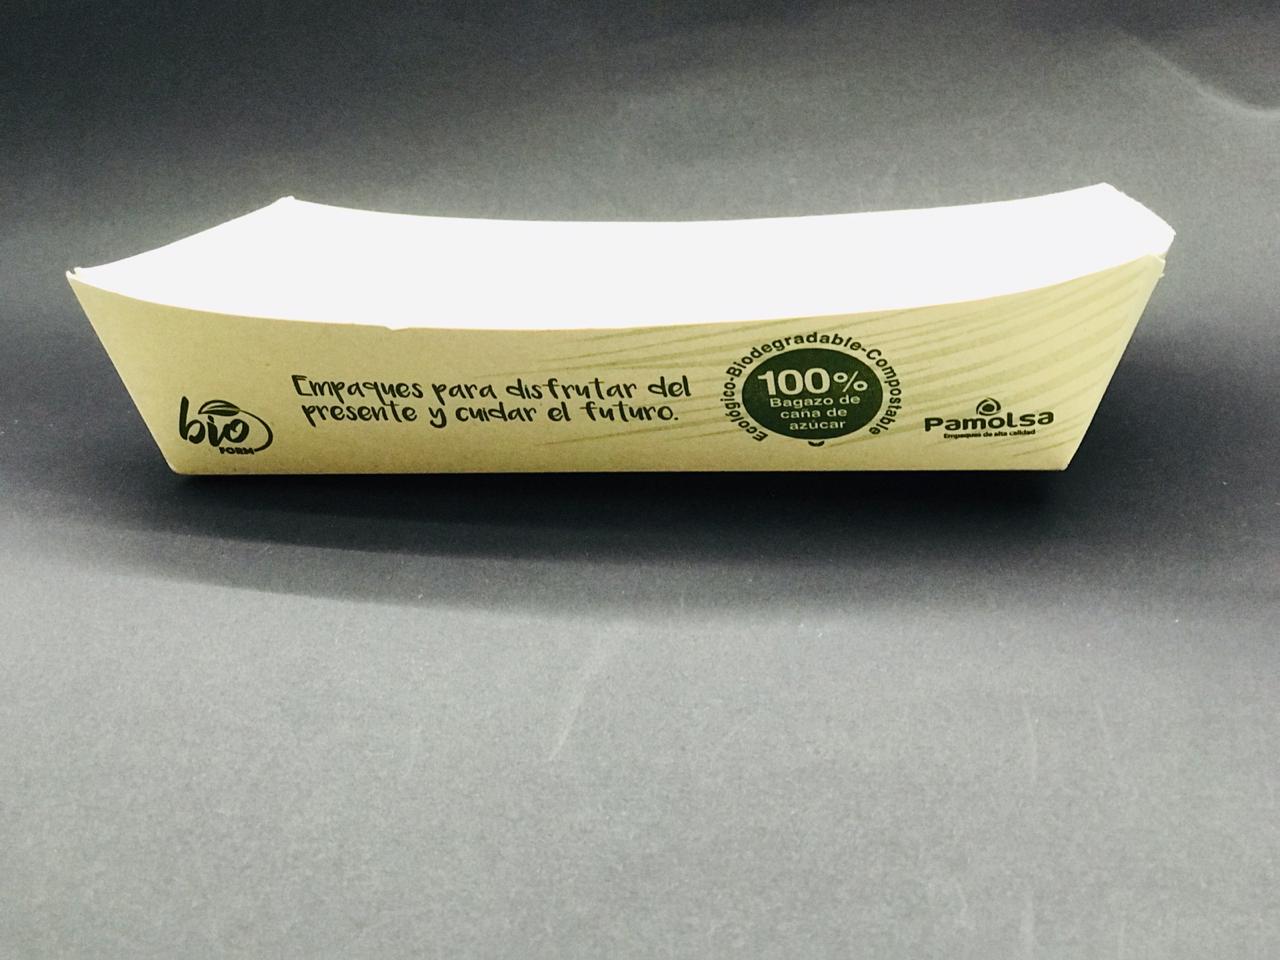 bio
FORM
Empaques para disfrutar del
presente y cuidar el futuro.
Ecológico-Biodegradable-Compostable
100%
Bagazo de
caña de
azúcar
Pamolsa
Empaques de alta calidad